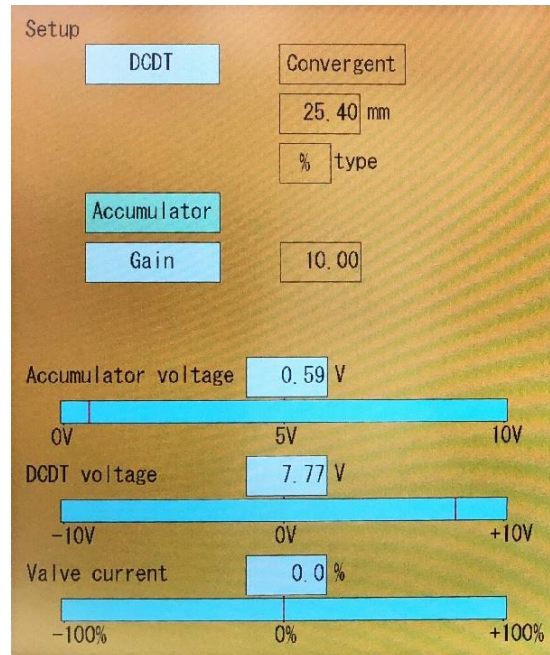 Setup
DCDT Convergent
25.40 mm
% type
Accumulator
Gain 10.00
Accumulator voltage 0.59 V
0V 5V 10V
DCDT voltage 7.77 V
-10V 0V +10V
Valve current 0.0 %
-100% 0% +100%